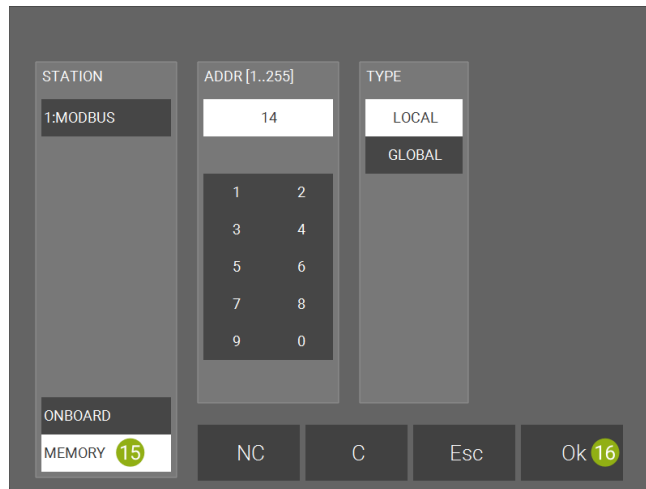 STATION
1:MODBUS
ONBOARD
MEMORY 15
ADDR [1..255]
14
1 2
3 4
5 6
7 8
9 0
TYPE
LOCAL
GLOBAL
NC C Esc Ok 16